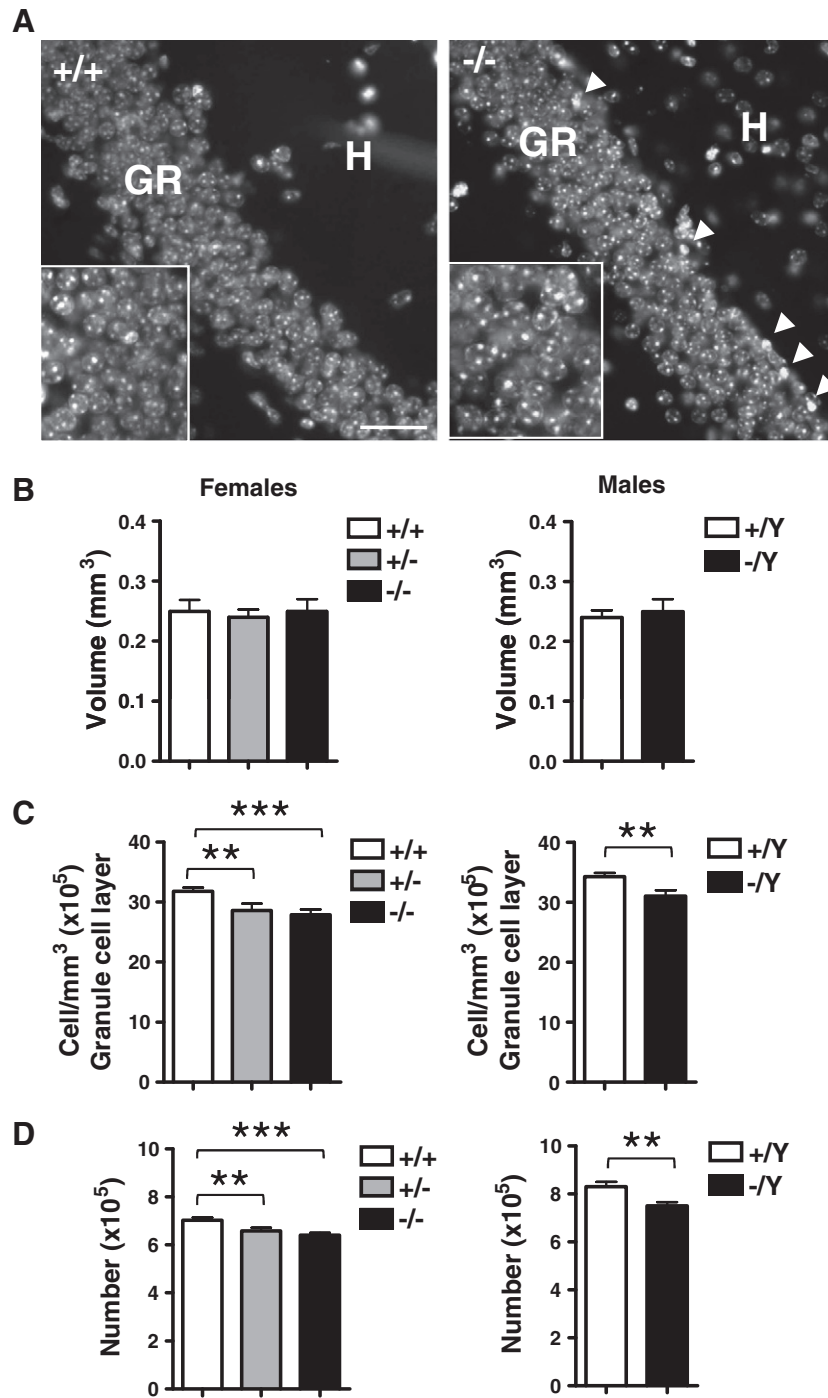 A
+/+
GR
H
-/-
GR
H
B
Females
Males
Volume (mm³)
0.4
0.3
0.2
0.1
0.0
+/+
+/-
-/-
Volume (mm³)
0.4
0.3
0.2
0.1
0.0
+/Y
-/Y
C
Cell/mm³ (x10⁵)
Granule cell layer
40
30
20
10
0
***
**
+/+
+/-
-/-
Cell/mm³ (x10⁵)
Granule cell layer
40
30
20
10
0
**
+/Y
-/Y
D
Number (x10⁵)
10
8
6
4
2
0
***
**
+/+
+/-
-/-
Number (x10⁵)
10
8
6
4
2
0
**
+/Y
-/Y